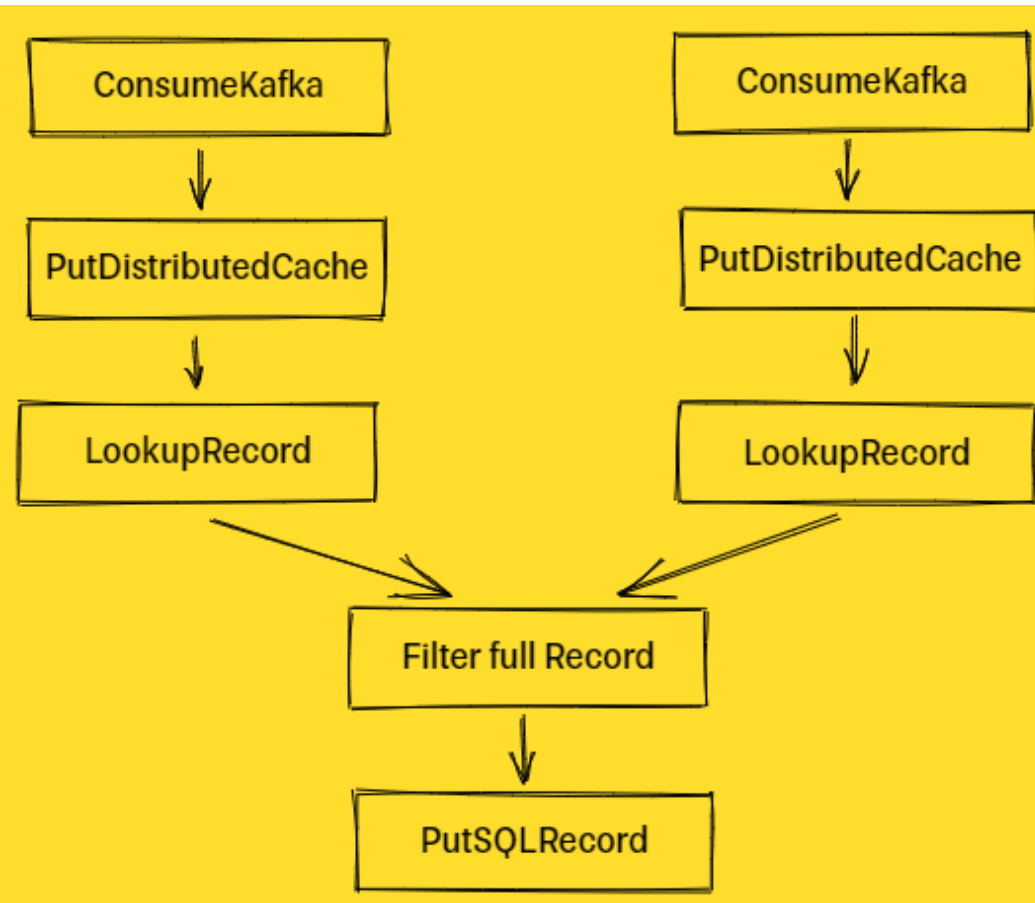 ConsumeKafka
ConsumeKafka
PutDistributedCache
PutDistributedCache
LookupRecord
LookupRecord
Filter full Record
PutSQLRecord